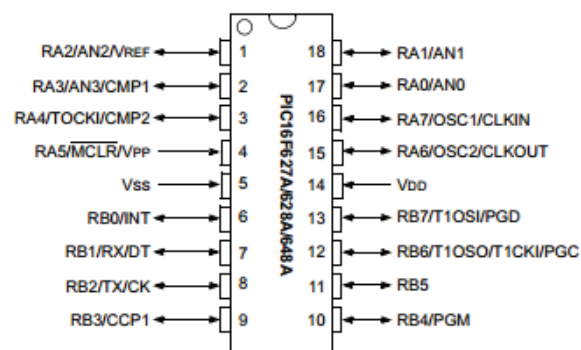 RA2/AN2/VREF 1 18 RA1/AN1
RA3/AN3/CMP1 2 17 RA0/AN0
RA4/TOCKI/CMP2 3 16 RA7/OSC1/CLKIN
RA5/MCLR/VPP 4 15 RA6/OSC2/CLKOUT
VSS 5 14 VDD
RB0/INT 6 13 RB7/T1OSI/PGD
RB1/RX/DT 7 12 RB6/T1OSO/T1CKI/PGC
RB2/TX/CK 8 11 RB5
RB3/CCP1 9 10 RB4/PGM
PIC16F627A/628A/648A